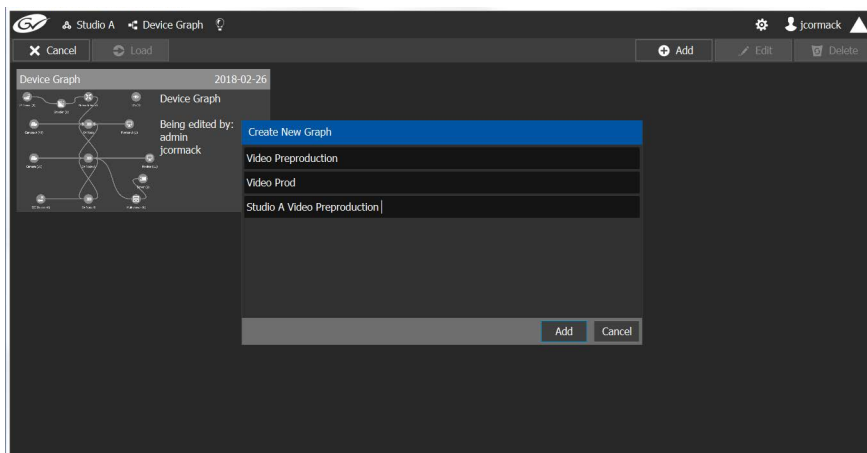 GV Studio A Device Graph jcormack
Cancel Load Add Edit Delete
Device Graph 2018-02-26
Device Graph
Being edited by:
admin
jcormack
Create New Graph
Video Preproduction
Video Prod
Studio A Video Preproduction
Add Cancel